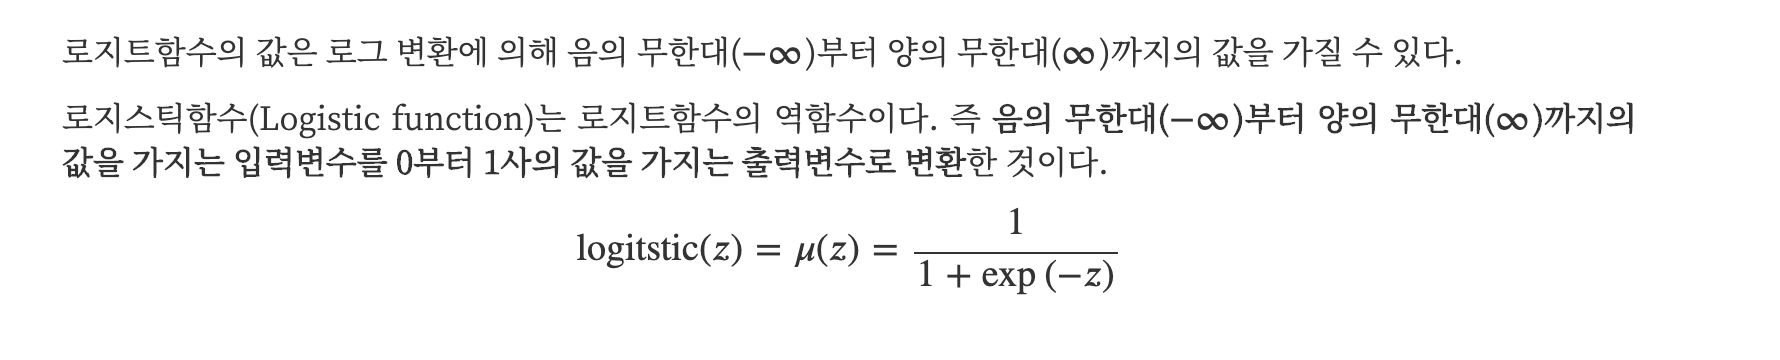 로지트함수의 값은 로그 변환에 의해 음의 무한대(−∞)부터 양의 무한대(∞)까지의 값을 가질 수 있다.
로지스틱함수(Logistic function)는 로지트함수의 역함수이다. 즉 음의 무한대(−∞)부터 양의 무한대(∞)까지의
값을 가지는 입력변수를 0부터 1사의 값을 가지는 출력변수로 변환한 것이다.
logitstic(z) = μ(z) = 1 / (1 + exp (−z))